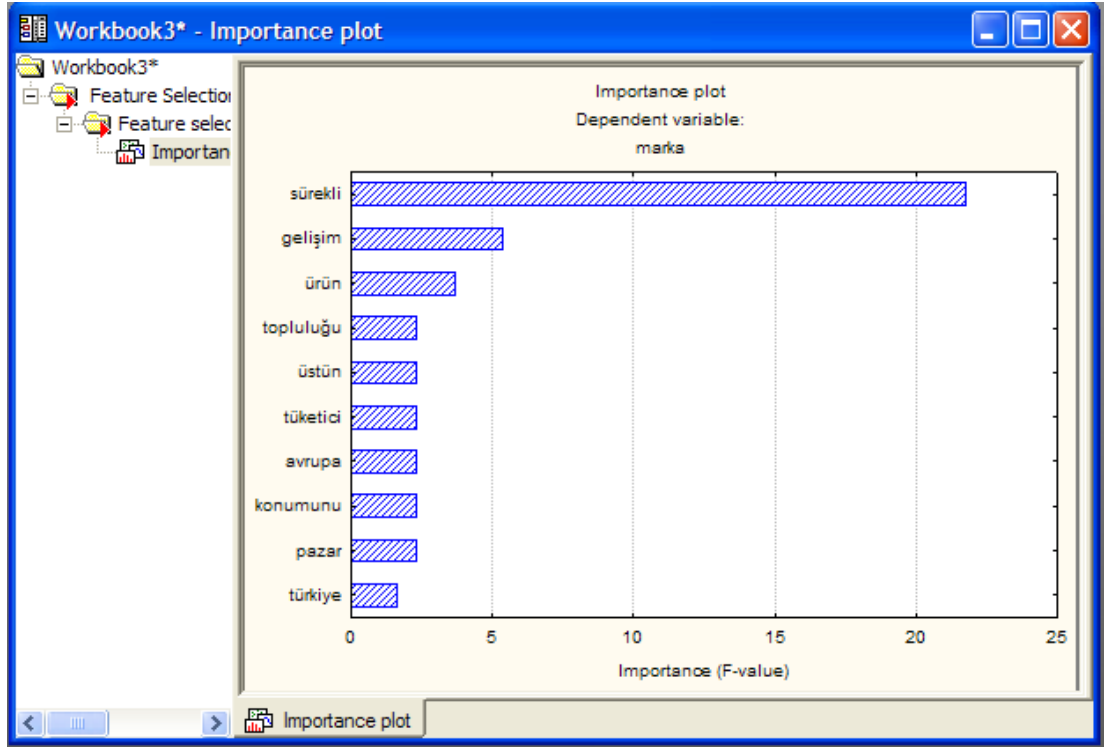 Workbook3* - Importance plot
Workbook3*
Feature Selection
Feature selec
Importan
Importance plot
Dependent variable:
marka
sürekli
gelişim
ürün
topluluğu
üstün
tüketici
avrupa
konumunu
pazar
türkiye
0 5 10 15 20 25
Importance (F-value)
Importance plot